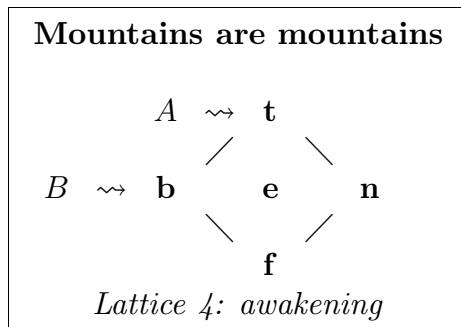 Mountains are mountains
A ⇝ t
B ⇝ b e n
f
Lattice 4: awakening